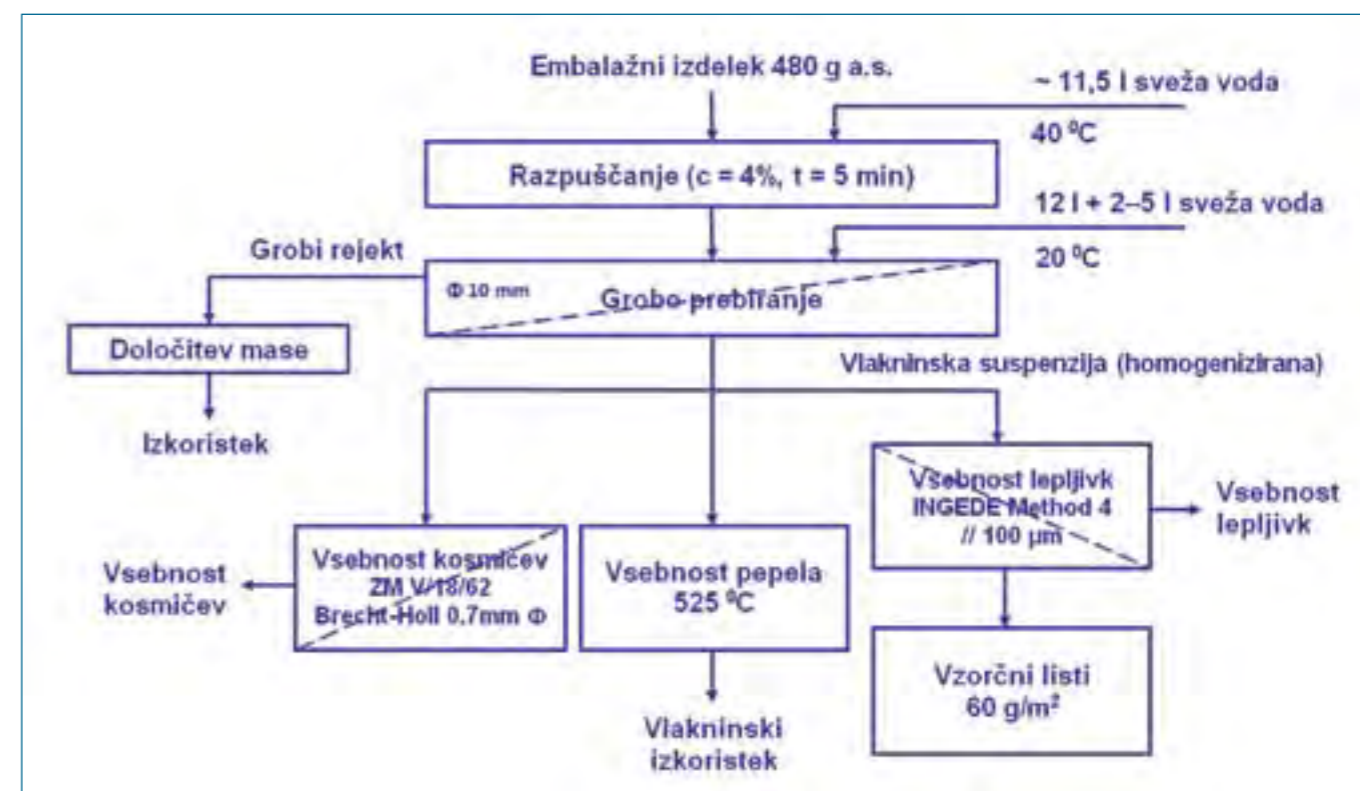 Embalažni izdelek 480 g a.s.
~ 11,5 l sveža voda
40 ⁰C
Razpuščanje (c = 4%, t = 5 min)
12 l + 2–5 l sveža voda
20 ⁰C
Grobi rejekt
Φ 10 mm
Grobo prebiranje
Določitev mase
Izkoristek
Vlakninska suspenzija (homogenizirana)
Vsebnost lepljivk
INGEDE Method 4
// 100 µm
Vsebnost
lepljivk
Vsebnost kosmičev
ZM V/18/62
Brecht-Holl 0.7mm Φ
Vsebnost
kosmičev
Vsebnost pepela
525 ⁰C
Vlakninski
izkoristek
Vzorčni listi
60 g/m²